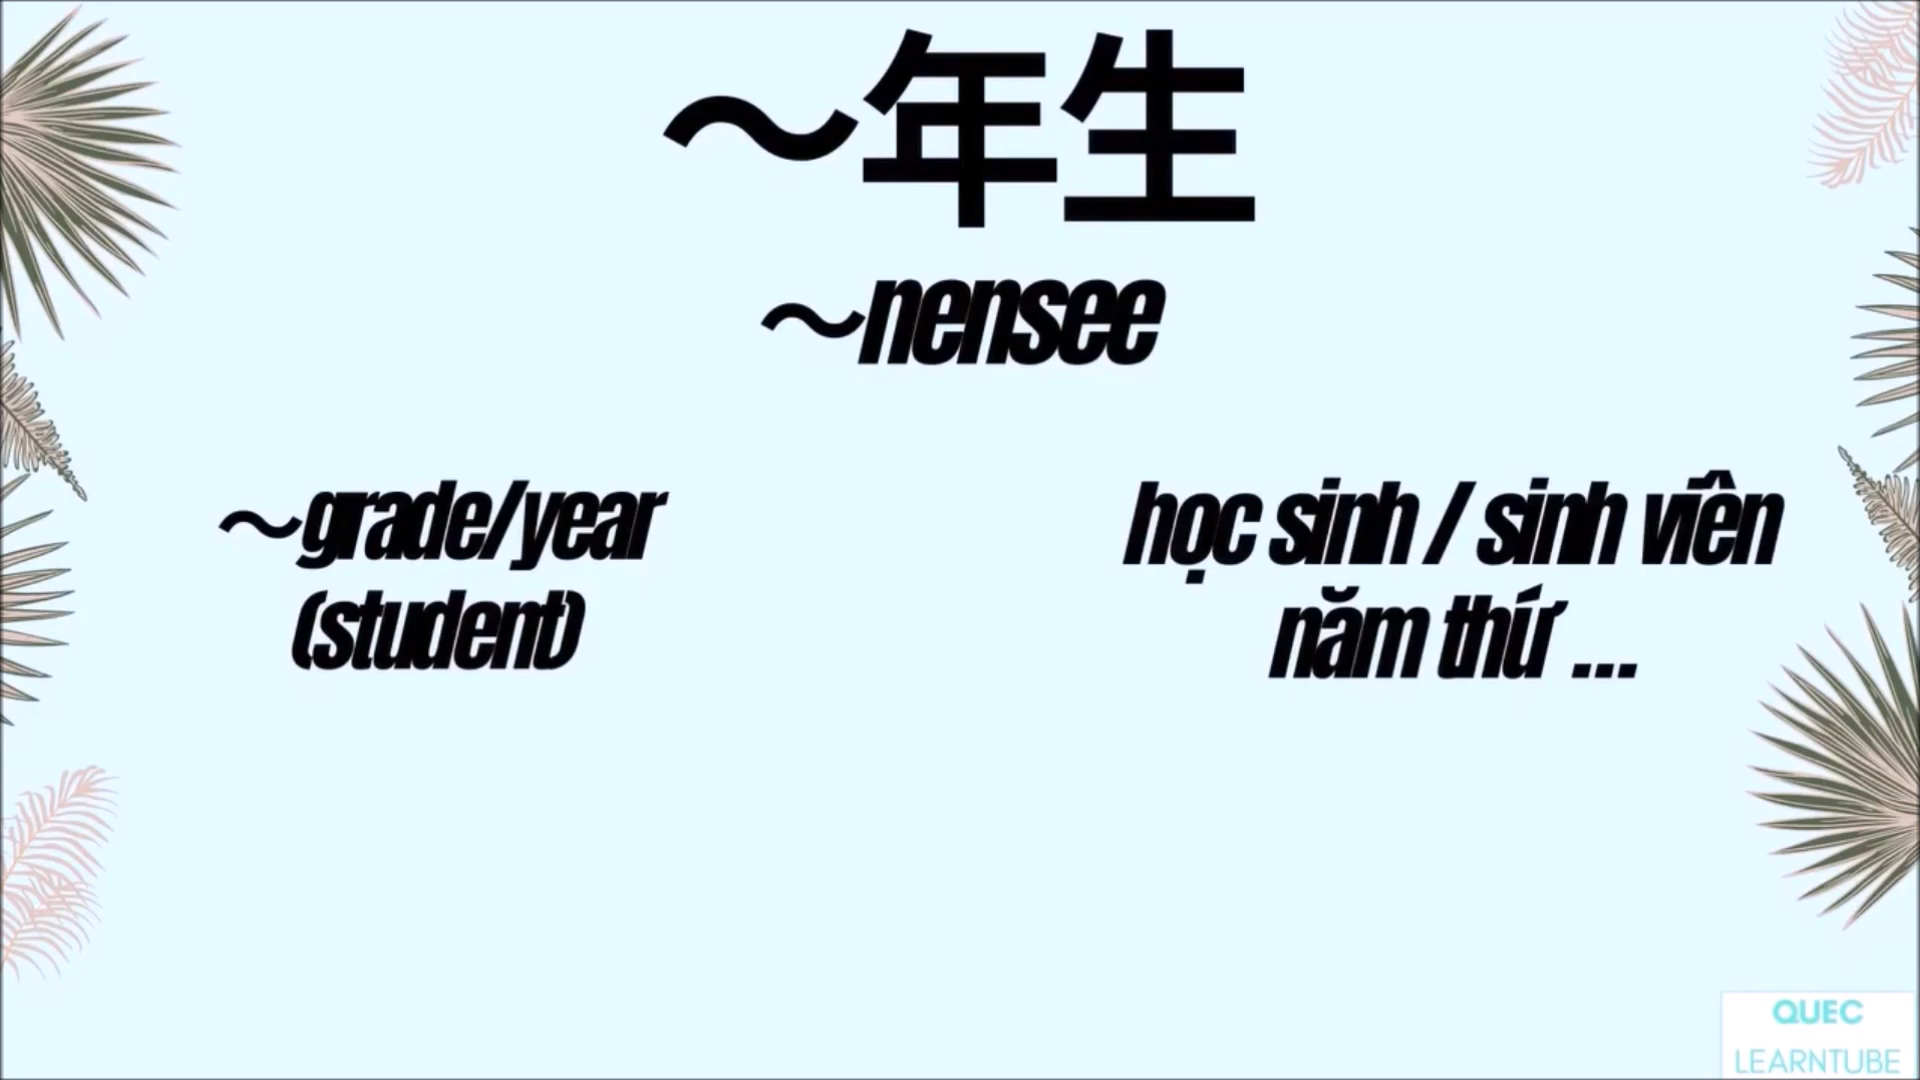 ～年生
～nensee
～grade/year
(student)
học sinh / sinh viên
năm thứ ...
QUEC
LEARNTUBE